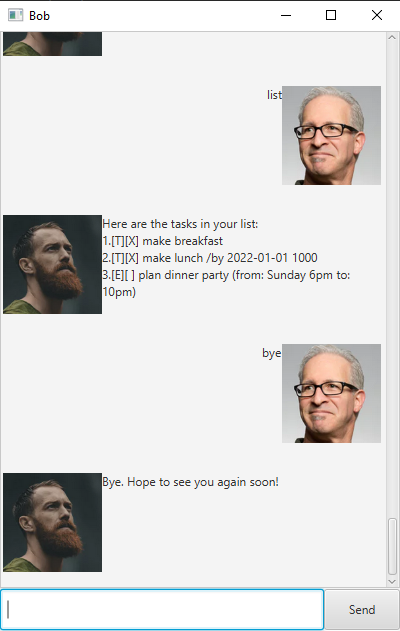 Bob
list
Here are the tasks in your list:
1.[T][X] make breakfast
2.[T][X] make lunch /by 2022-01-01 1000
3.[E][ ] plan dinner party (from: Sunday 6pm to:
10pm)
bye
Bye. Hope to see you again soon!
Send